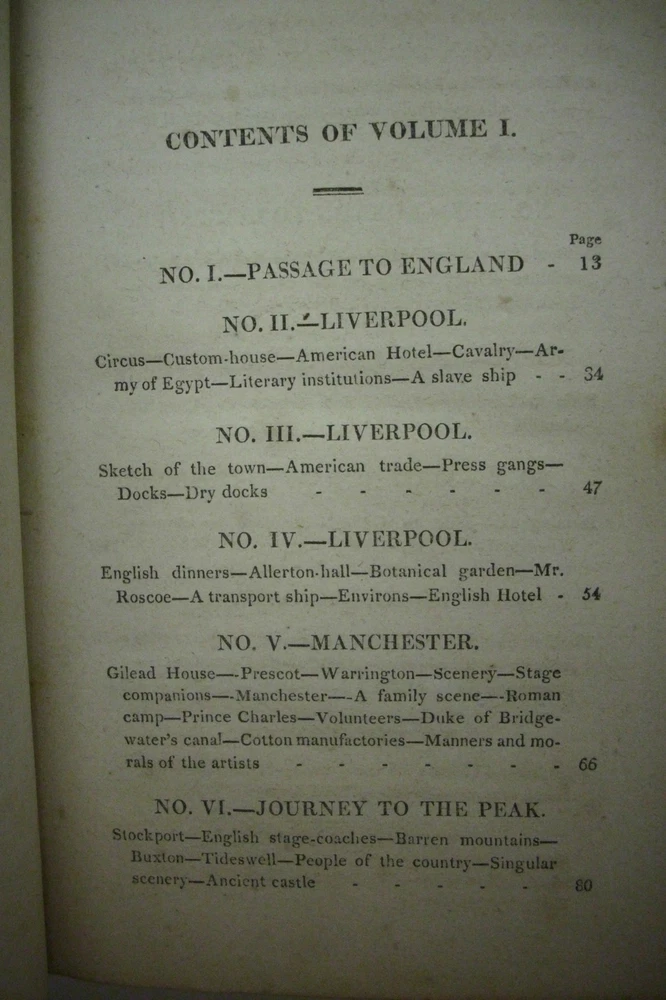 CONTENTS OF VOLUME I.
Page
NO. I.—PASSAGE TO ENGLAND - 13
NO. II.—LIVERPOOL.
Circus—Custom-house—American Hotel—Cavalry—Ar-
my of Egypt—Literary institutions—A slave ship - - 34
NO. III.—LIVERPOOL.
Sketch of the town—American trade—Press gangs—
Docks—Dry docks - - - - - - 47
NO. IV.—LIVERPOOL.
English dinners—Allerton-hall—Botanical garden—Mr.
Roscoe—A transport ship—Environs—English Hotel - 54
NO. V.—MANCHESTER.
Gilead House—Prescot—Warrington—Scenery—Stage
companions—Manchester—A family scene—Roman
camp—Prince Charles—Volunteers—Duke of Bridge-
water's canal—Cotton manufactories—Manners and mo-
rals of the artists - - - - - - - 66
NO. VI.—JOURNEY TO THE PEAK.
Stockport—English stage-coaches—Barren mountains—
Buxton—Tideswell—People of the country—Singular
scenery—Ancient castle - - - - - 80